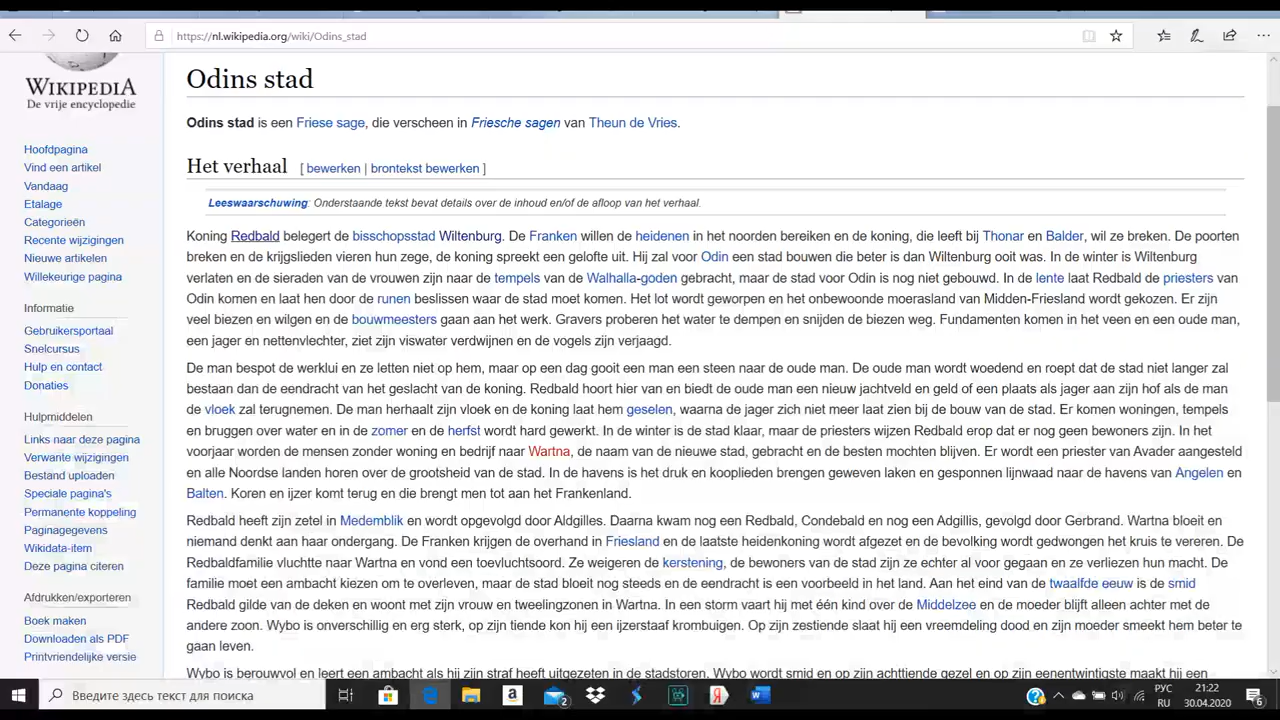 https://nl.wikipedia.org/wiki/Odins_stad
WIKIPEDIA
De vrije encyclopedie
Hoofdpagina
Vind een artikel
Vandaag
Etalage
Categorieën
Recente wijzigingen
Nieuwe artikelen
Willekeurige pagina
Informatie
Gebruikersportaal
Snelcursus
Hulp en contact
Donaties
Hulpmiddelen
Links naar deze pagina
Verwante wijzigingen
Bestand uploaden
Speciale pagina's
Permanente koppeling
Paginagegevens
Wikidata-item
Deze pagina citeren
Afdrukken/exporteren
Boek maken
Downloaden als PDF
Printvriendelijke versie
Odins stad
Odins stad is een Friese sage, die verscheen in Friesche sagen van Theun de Vries.
Het verhaal [ bewerken | brontekst bewerken ]
Leeswaarschuwing: Onderstaande tekst bevat details over de inhoud en/of de afloop van het verhaal.
Koning Redbald belegert de bisschopsstad Wiltenburg. De Franken willen de heidenen in het noorden bereiken en de koning, die leeft bij Thonar en Balder, wil ze breken. De poorten
breken en de krijgslieden vieren hun zege, de koning spreekt een gelofte uit. Hij zal voor Odin een stad bouwen die beter is dan Wiltenburg ooit was. In de winter is Wiltenburg
verlaten en de sieraden van de vrouwen zijn naar de tempels van de Walhalla-goden gebracht, maar de stad voor Odin is nog niet gebouwd. In de lente laat Redbald de priesters van
Odin komen en laat hen door de runen beslissen waar de stad moet komen. Het lot wordt geworpen en het onbewoonde moerasland van Midden-Friesland wordt gekozen. Er zijn
veel biezen en wilgen en de bouwmeesters gaan aan het werk. Gravers proberen het water te dempen en snijden de biezen weg. Fundamenten komen in het veen en een oude man,
een jager en nettenvlechter, ziet zijn viswater verdwijnen en de vogels zijn verjaagd.
De man bespot de werklui en ze letten niet op hem, maar op een dag gooit een man een steen naar de oude man. De oude man wordt woedend en roept dat de stad niet langer zal
bestaan dan de eendracht van het geslacht van de koning. Redbald hoort hier van en biedt de oude man een nieuw jachtveld en geld of een plaats als jager aan zijn hof als de man
de vloek zal terugnemen. De man herhaalt zijn vloek en de koning laat hem geselen, waarna de jager zich niet meer laat zien bij de bouw van de stad. Er komen woningen, tempels
en bruggen over water en in de zomer en de herfst wordt hard gewerkt. In de winter is de stad klaar, maar de priesters wijzen Redbald erop dat er nog geen bewoners zijn. In het
voorjaar worden de mensen zonder woning en bedrijf naar Wartna, de naam van de nieuwe stad, gebracht en de besten mochten blijven. Er wordt een priester van Avader aangesteld
en alle Noordse landen horen over de grootsheid van de stad. In de havens is het druk en kooplieden brengen geweven laken en gesponnen lijnwaad naar de havens van Angelen en
Balten. Koren en ijzer komt terug en die brengt men tot aan het Frankenland.
Redbald heeft zijn zetel in Medemblik en wordt opgevolgd door Aldgilles. Daarna kwam nog een Redbald, Condebald en nog een Adgillis, gevolgd door Gerbrand. Wartna bloeit en
niemand denkt aan haar ondergang. De Franken krijgen de overhand in Friesland en de laatste heidenkoning wordt afgezet en de bevolking wordt gedwongen het kruis te vereren. De
Redbaldfamilie vluchtte naar Wartna en vond een toevluchtsoord. Ze weigeren de kerstening, de bewoners van de stad zijn ze echter al voor gegaan en ze verliezen hun macht. De
familie moet een ambacht kiezen om te overleven, maar de stad bloeit nog steeds en de eendracht is een voorbeeld in het land. Aan het eind van de twaalfde eeuw is de smid
Redbald gilde van de deken en woont met zijn vrouw en tweelingzonen in Wartna. In een storm vaart hij met één kind over de Middelzee en de moeder blijft alleen achter met de
andere zoon. Wybo is onverschillig en erg sterk, op zijn tiende kon hij een ijzerstaaf krombuigen. Op zijn zestiende slaat hij een vreemdeling dood en zijn moeder smeekt hem beter te
gaan leven.
Wybo is berouwvol en leert een ambacht als hij zijn straf heeft uitgezeten in de stadstoren. Wybo wordt smid en op zijn achttiende gezel en op zijn eenentwintigste maakt hij een
Введите здесь текст для поиска
a
2
Я
W
РУС
RU
21:22
30.04.2020
6